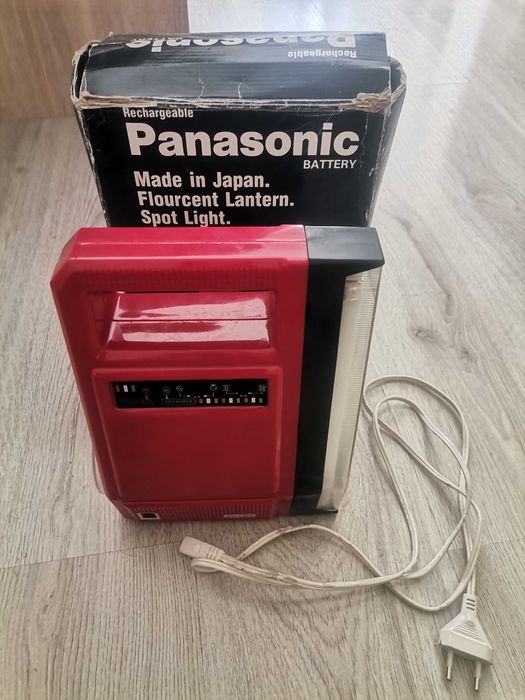 Panasonic
Rechargeable
Rechargeable
Panasonic
BATTERY
Made in Japan.
Flourcent Lantern.
Spot Light.